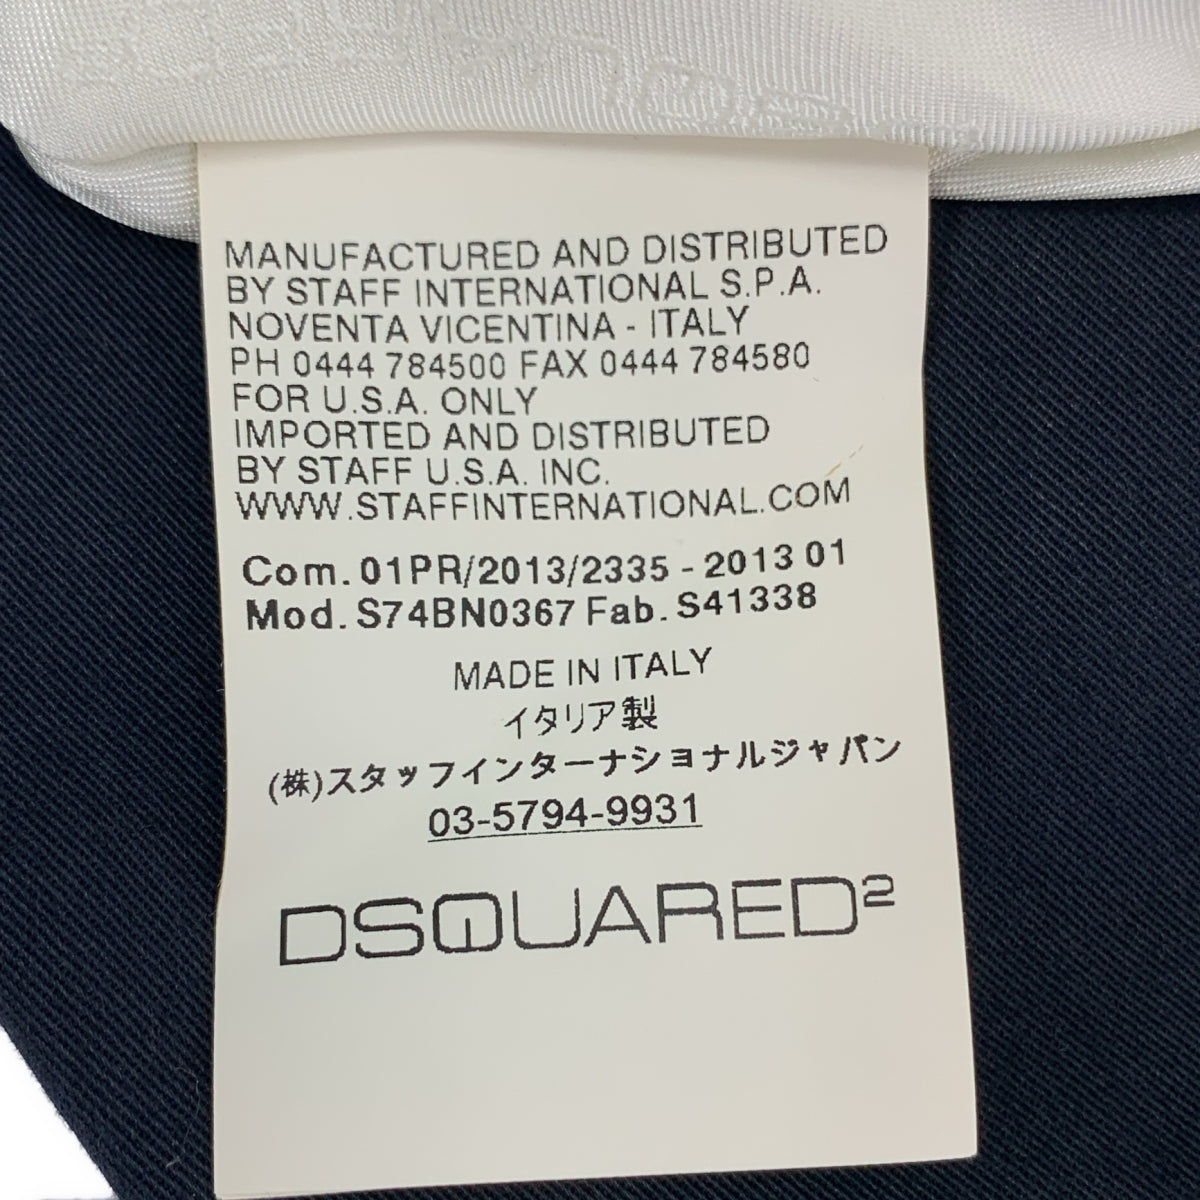 MANUFACTURED AND DISTRIBUTED
BY STAFF INTERNATIONAL S.P.A.
NOVENTA VICENTINA - ITALY
PH 0444 784500 FAX 0444 784580
FOR U.S.A. ONLY
IMPORTED AND DISTRIBUTED
BY STAFF U.S.A. INC.
WWW.STAFFINTERNATIONAL.COM
Com. 01PR/2013/2335 - 2013 01
Mod. S74BN0367 Fab. S41338
MADE IN ITALY
イタリア製
(株)スタッフインターナショナルジャパン
03-5794-9931
DSQUARED²